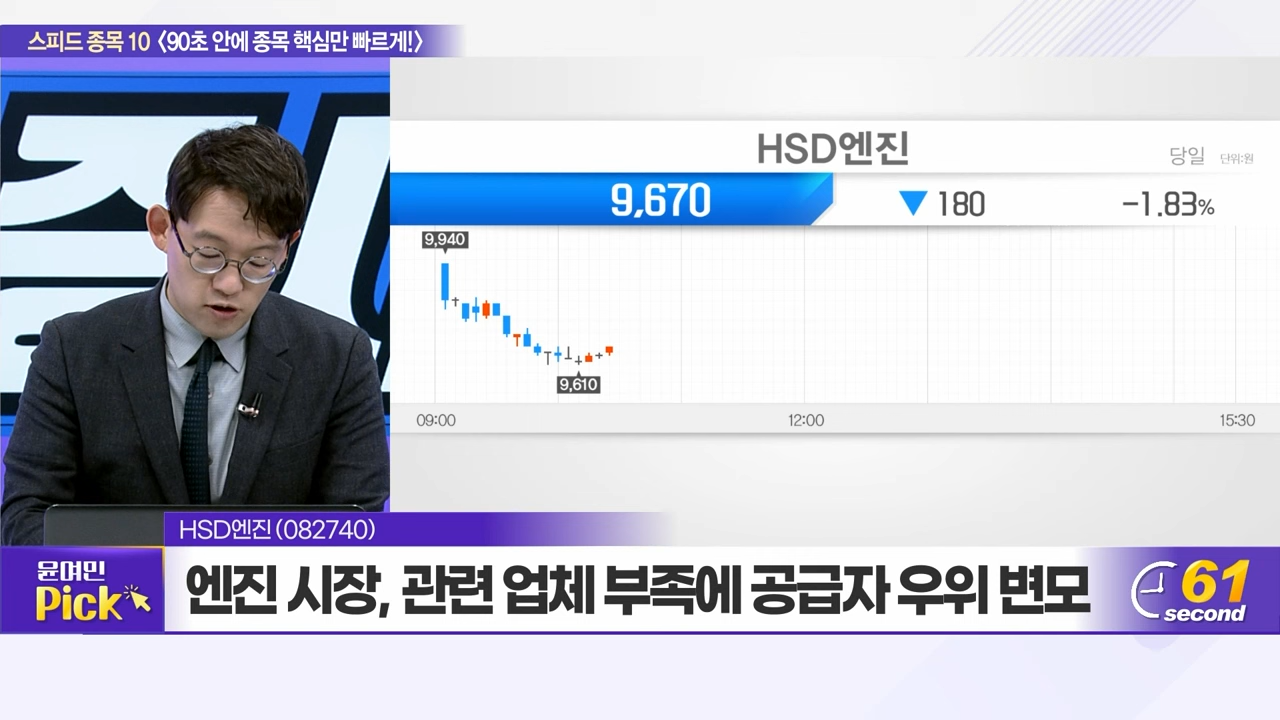 스피드 종목 10 〈90초 안에 종목 핵심만 빠르게!〉
HSD엔진
당일 단위:원
9,670 ▼ 180 -1.83%
9,940
9,610
09:00 12:00 15:30
HSD엔진(082740)
윤여민
Pick
엔진 시장, 관련 업체 부족에 공급자 우위 변모
61
second